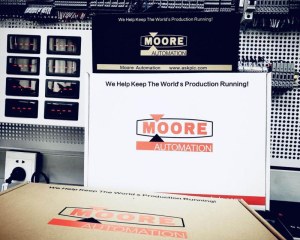 We Help Keep The World's Production Running!
MOORE
AUTOMATION
Moore Automation www.askplc.com
We Help Keep The World's Production Running!
MOORE
AUTOMATION
We Help Keep The World's Production Running!
MOORE
AUTOMATION